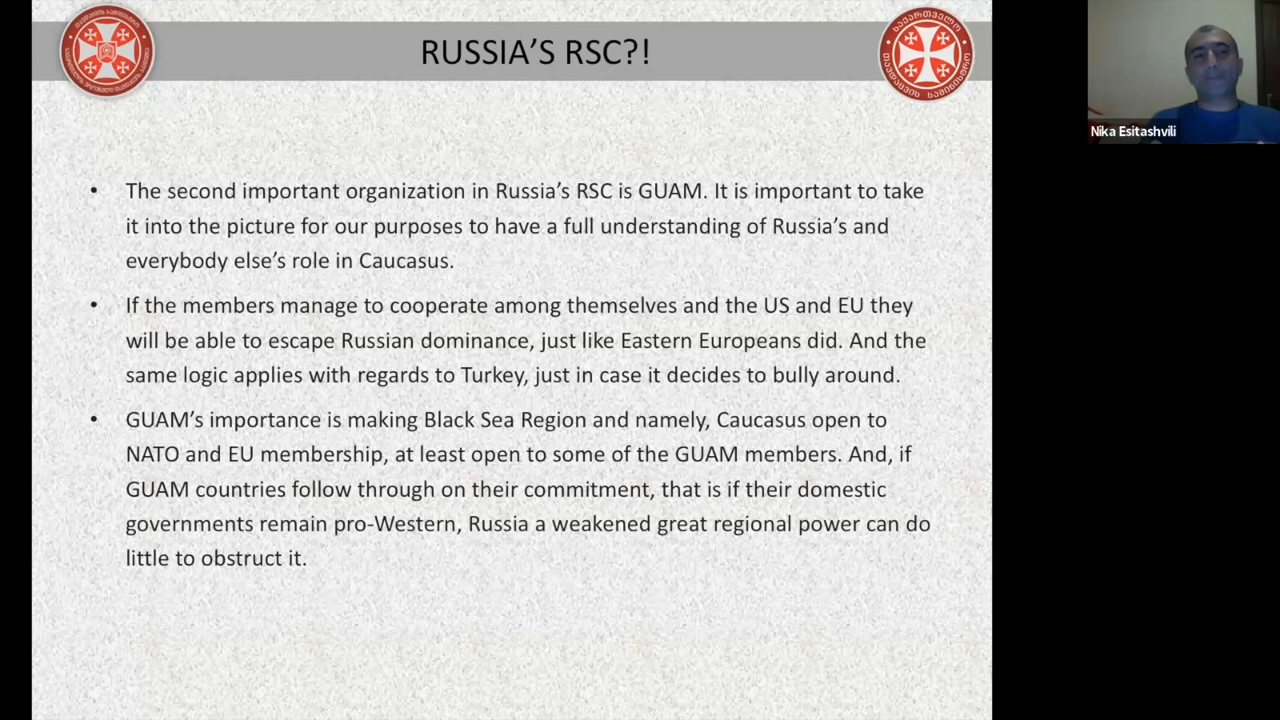 RUSSIA'S RSC?!
საქართველო
თავდაცვის სამინისტრო
Nika Esitashvili
• The second important organization in Russia's RSC is GUAM. It is important to take
it into the picture for our purposes to have a full understanding of Russia's and
everybody else's role in Caucasus.
• If the members manage to cooperate among themselves and the US and EU they
will be able to escape Russian dominance, just like Eastern Europeans did. And the
same logic applies with regards to Turkey, just in case it decides to bully around.
• GUAM's importance is making Black Sea Region and namely, Caucasus open to
NATO and EU membership, at least open to some of the GUAM members. And, if
GUAM countries follow through on their commitment, that is if their domestic
governments remain pro-Western, Russia a weakened great regional power can do
little to obstruct it.